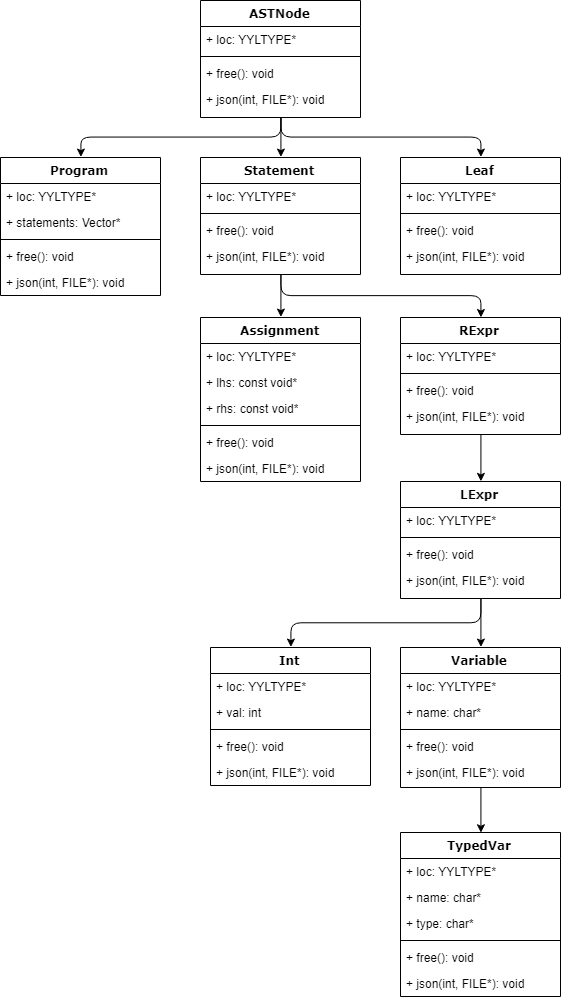 ASTNode
+ loc: YYLTYPE*
+ free(): void
+ json(int, FILE*): void
Program
+ loc: YYLTYPE*
+ statements: Vector*
+ free(): void
+ json(int, FILE*): void
Statement
+ loc: YYLTYPE*
+ free(): void
+ json(int, FILE*): void
Leaf
+ loc: YYLTYPE*
+ free(): void
+ json(int, FILE*): void
Assignment
+ loc: YYLTYPE*
+ lhs: const void*
+ rhs: const void*
+ free(): void
+ json(int, FILE*): void
RExpr
+ loc: YYLTYPE*
+ free(): void
+ json(int, FILE*): void
LExpr
+ loc: YYLTYPE*
+ free(): void
+ json(int, FILE*): void
Int
+ loc: YYLTYPE*
+ val: int
+ free(): void
+ json(int, FILE*): void
Variable
+ loc: YYLTYPE*
+ name: char*
+ free(): void
+ json(int, FILE*): void
TypedVar
+ loc: YYLTYPE*
+ name: char*
+ type: char*
+ free(): void
+ json(int, FILE*): void